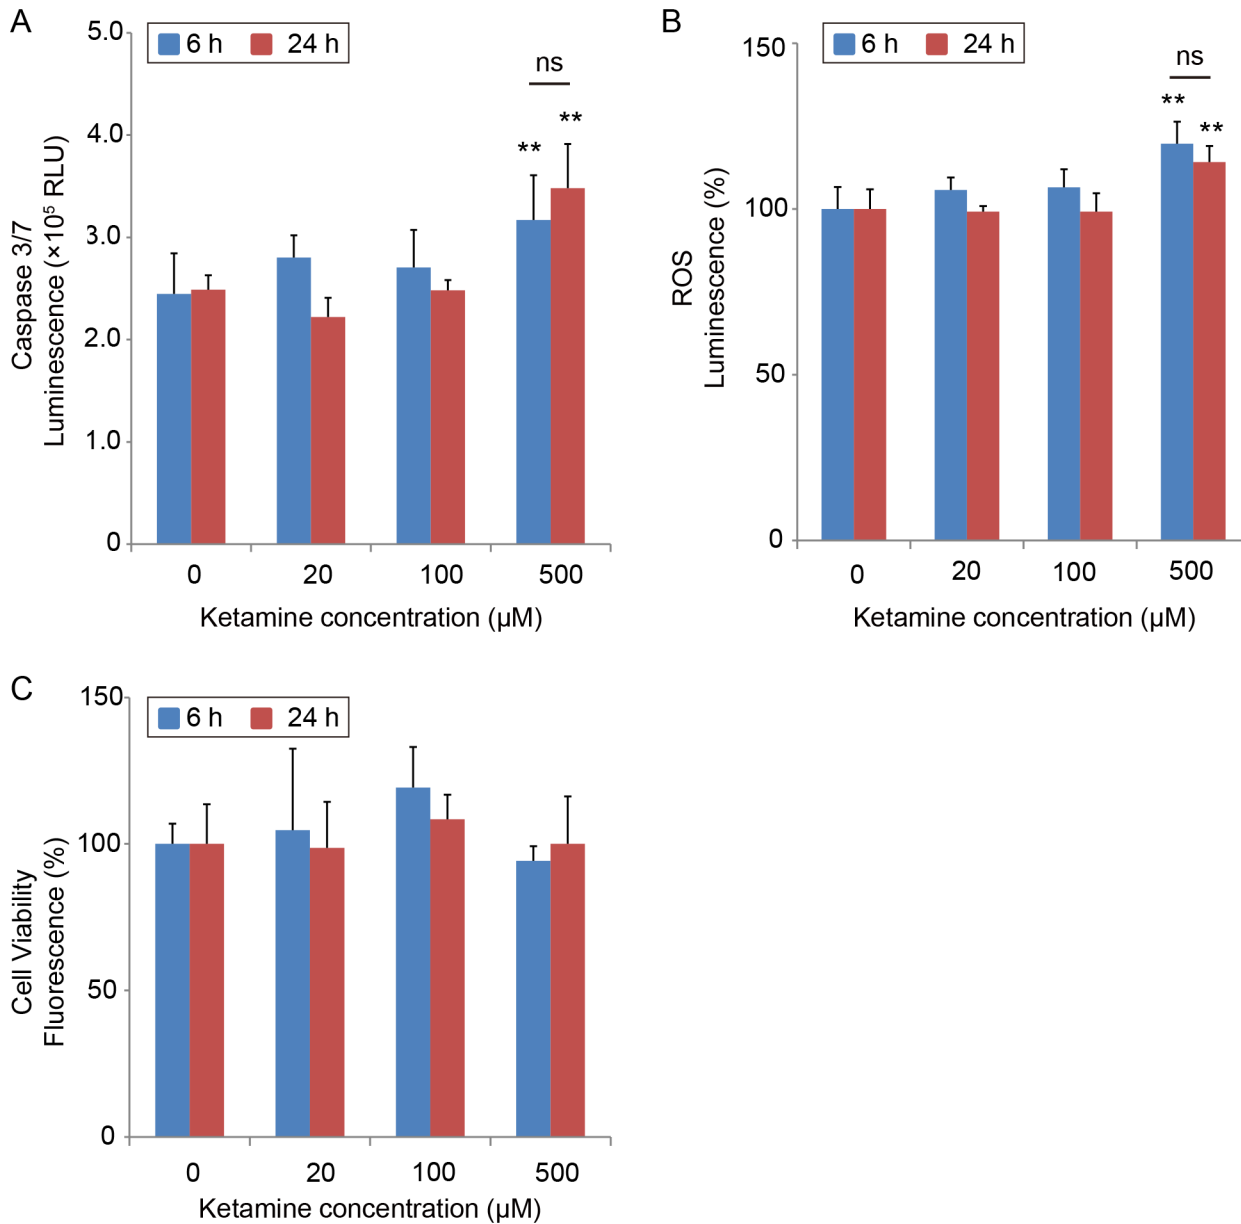 A
5.0
4.0
3.0
2.0
1.0
0
Caspase 3/7
Luminescence (×10⁵ RLU)
6 h
24 h
ns
**
**
0
20
100
500
Ketamine concentration (μM)
B
150
100
50
0
ROS
Luminescence (%)
6 h
24 h
ns
**
**
0
20
100
500
Ketamine concentration (μM)
C
150
100
50
0
Cell Viability
Fluorescence (%)
6 h
24 h
0
20
100
500
Ketamine concentration (μM)